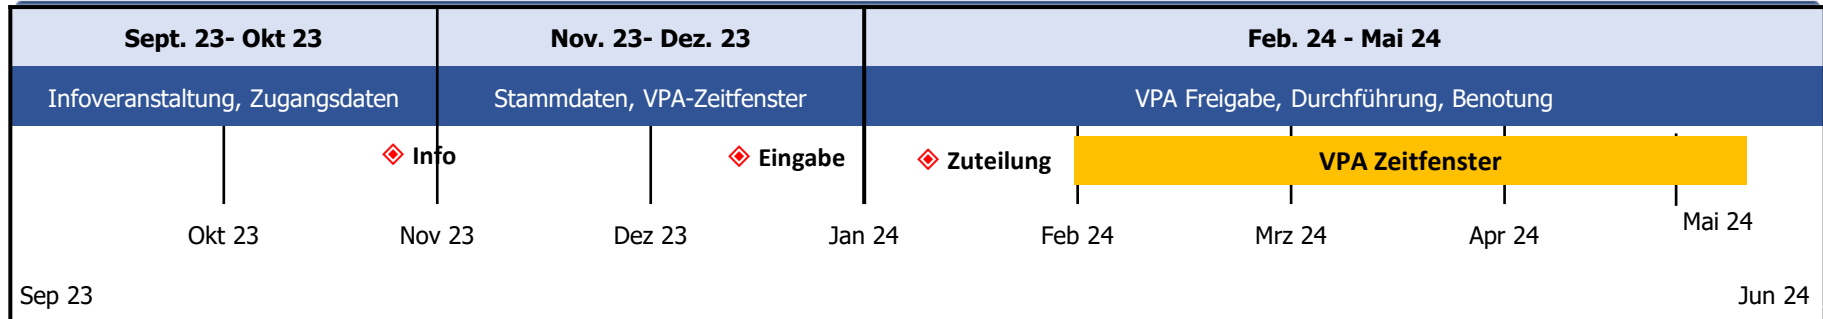 Sept. 23- Okt 23
Nov. 23- Dez. 23
Feb. 24 - Mai 24
Infoveranstaltung, Zugangsdaten
Stammdaten, VPA-Zeitfenster
VPA Freigabe, Durchführung, Benotung
Info
Eingabe
Zuteilung
VPA Zeitfenster
Okt 23
Nov 23
Dez 23
Jan 24
Feb 24
Mrz 24
Apr 24
Mai 24
Sep 23
Jun 24